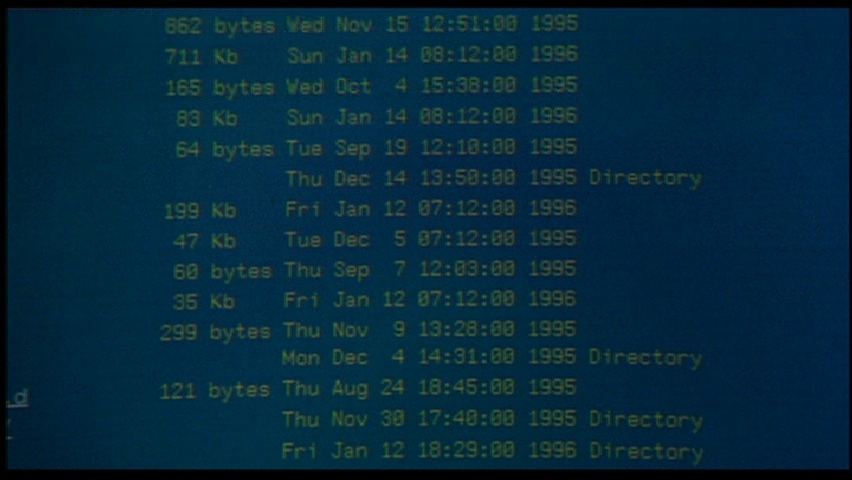 862 bytes Wed Nov 15 12:51:00 1995
711 Kb Sun Jan 14 08:12:00 1996
165 bytes Wed Oct 4 15:38:00 1995
83 Kb Sun Jan 14 08:12:00 1996
64 bytes Tue Sep 19 12:10:00 1995
Thu Dec 14 13:50:00 1995 Directory
199 Kb Fri Jan 12 07:12:00 1996
47 Kb Tue Dec 5 07:12:00 1995
60 bytes Thu Sep 7 12:03:00 1995
35 Kb Fri Jan 12 07:12:00 1996
299 bytes Thu Nov 9 13:28:00 1995
Mon Dec 4 14:31:00 1995 Directory
.d
121 bytes Thu Aug 24 18:45:00 1995
Thu Nov 30 17:40:00 1995 Directory
Fri Jan 12 18:29:00 1996 Directory